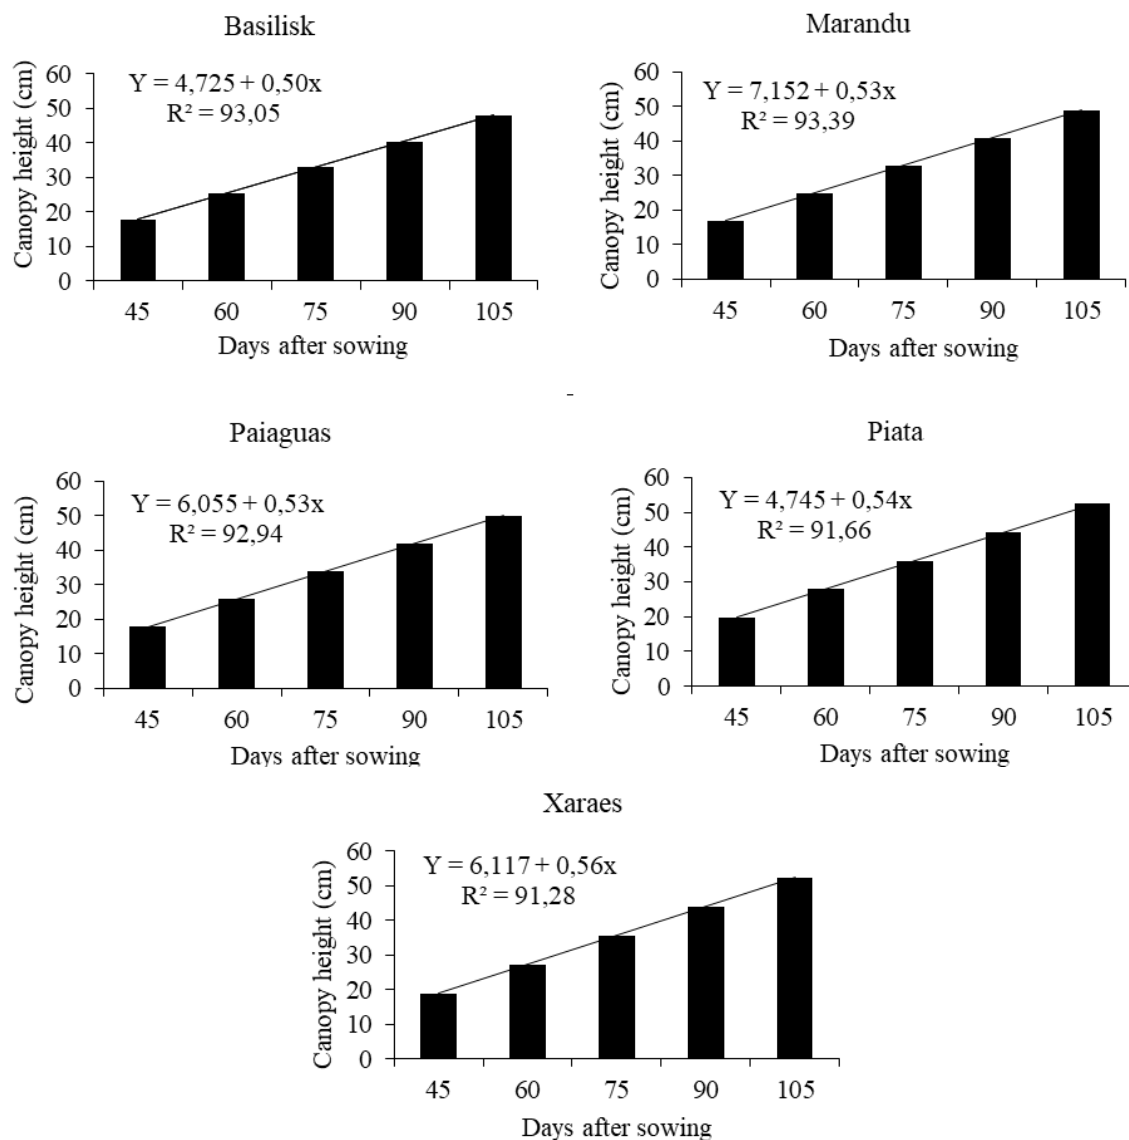 Basilisk
Y = 4,725 + 0,50x
R² = 93,05
Canopy height (cm)
60
50
40
30
20
10
0
45 60 75 90 105
Days after sowing
Marandu
Y = 7,152 + 0,53x
R² = 93,39
Canopy height (cm)
60
50
40
30
20
10
0
45 60 75 90 105
Days after sowing
Paiaguas
Y = 6,055 + 0,53x
R² = 92,94
Canopy height (cm)
60
50
40
30
20
10
0
45 60 75 90 105
Days after sowing
Piata
Y = 4,745 + 0,54x
R² = 91,66
Canopy height (cm)
60
50
40
30
20
10
0
45 60 75 90 105
Days after sowing
Xaraes
Y = 6,117 + 0,56x
R² = 91,28
Canopy height (cm)
60
50
40
30
20
10
0
45 60 75 90 105
Days after sowing